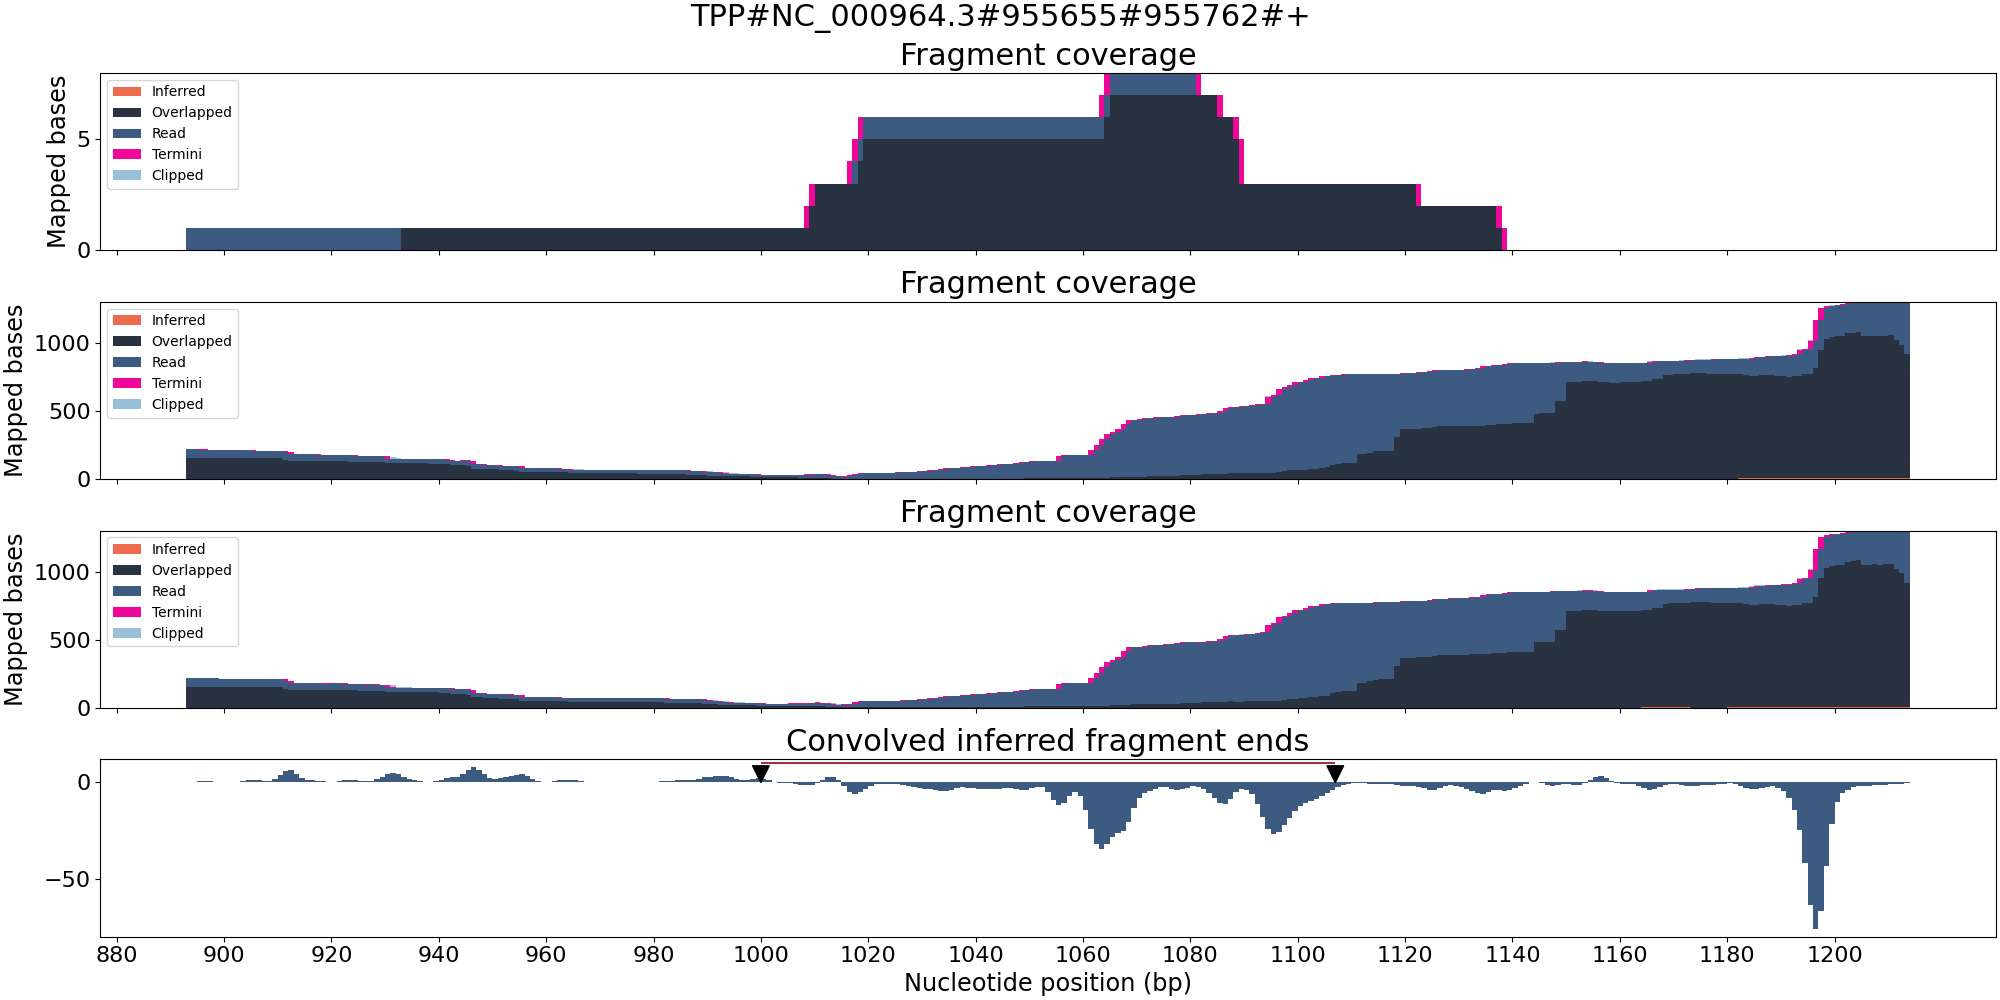 TPP#NC_000964.3#955655#955762#+
Fragment coverage
Mapped bases
5
0
Inferred
Overlapped
Read
Termini
Clipped
Fragment coverage
Mapped bases
1000
500
0
Inferred
Overlapped
Read
Termini
Clipped
Fragment coverage
Mapped bases
1000
500
0
Inferred
Overlapped
Read
Termini
Clipped
Convolved inferred fragment ends
0
−50
880 900 920 940 960 980 1000 1020 1040 1060 1080 1100 1120 1140 1160 1180 1200
Nucleotide position (bp)